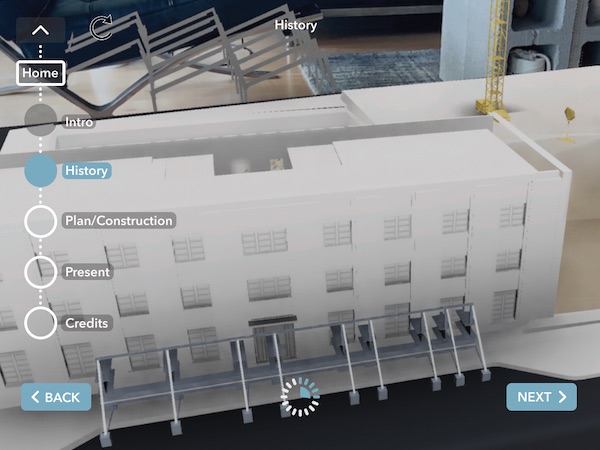 History
Home
Intro
History
Plan/Construction
Present
Credits
BACK
NEXT